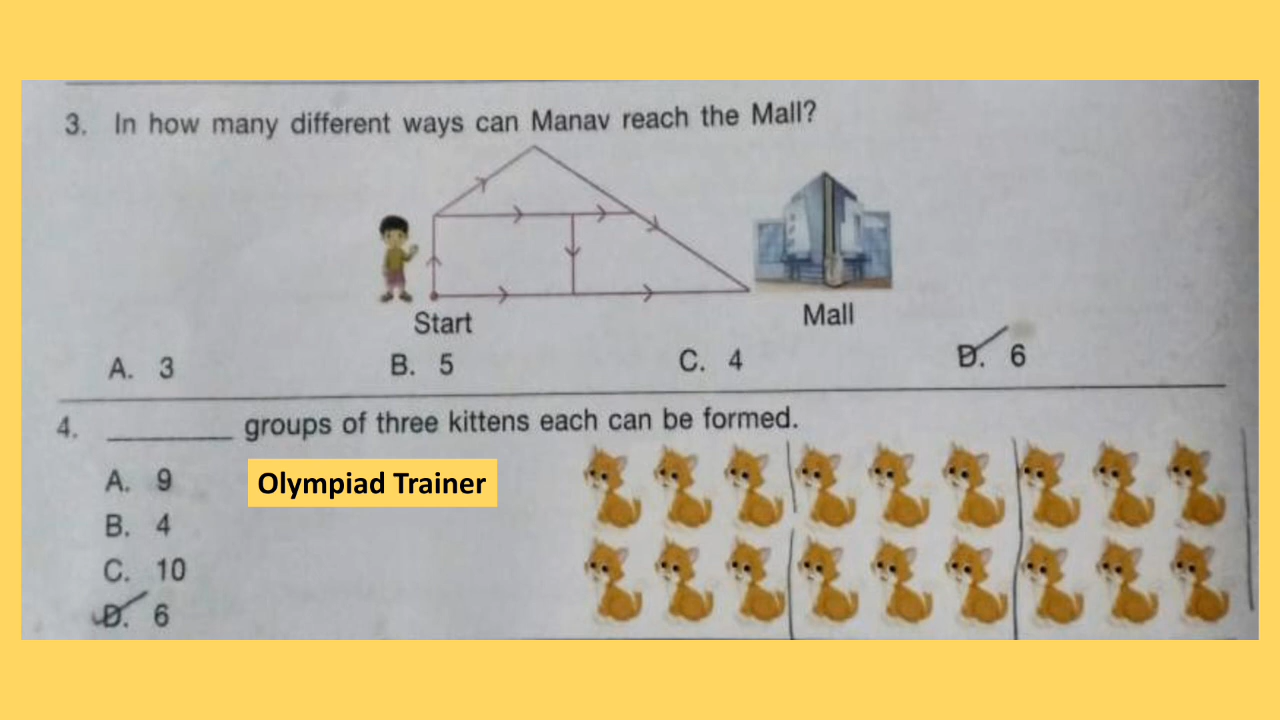 3. In how many different ways can Manav reach the Mall?
Start
Mall
A. 3 B. 5 C. 4 D. 6
4. ________ groups of three kittens each can be formed.
A. 9
Olympiad Trainer
B. 4
C. 10
D. 6